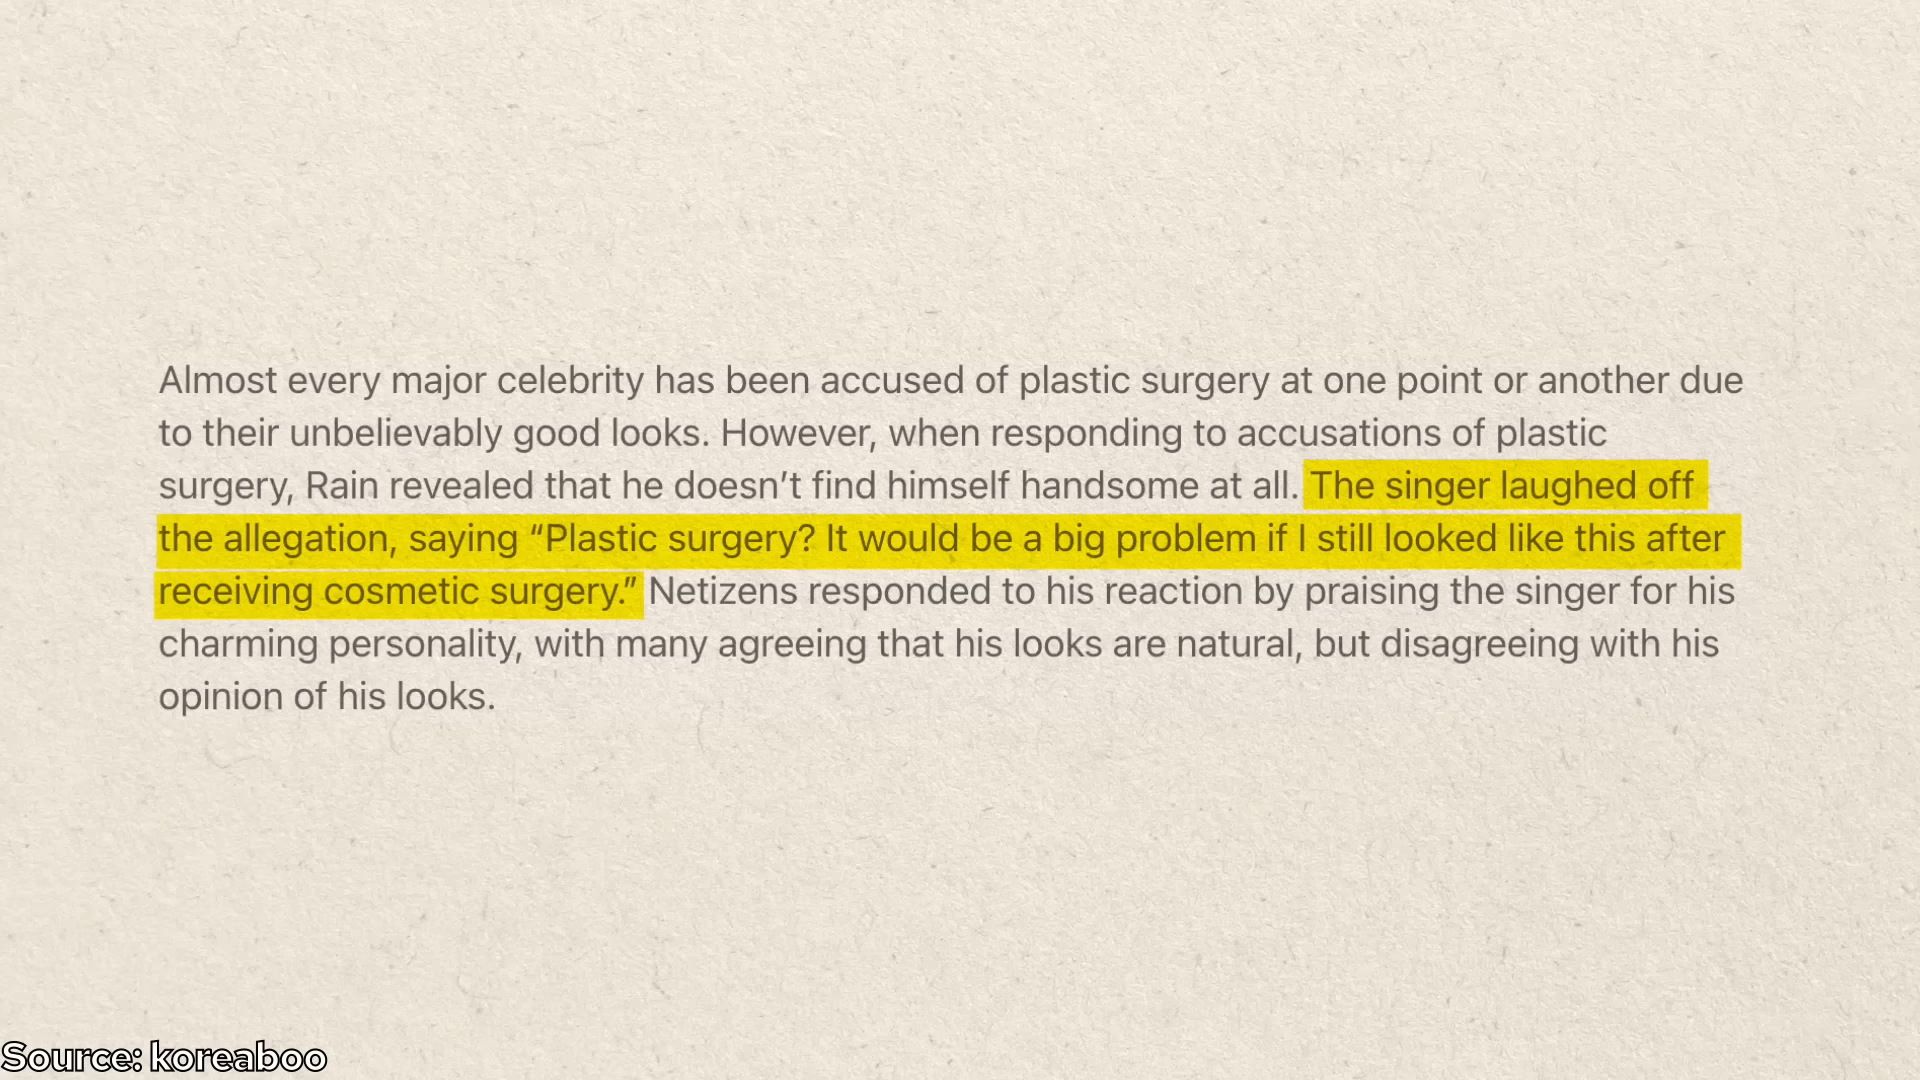 Almost every major celebrity has been accused of plastic surgery at one point or another due
to their unbelievably good looks. However, when responding to accusations of plastic
surgery, Rain revealed that he doesn’t find himself handsome at all. The singer laughed off
the allegation, saying “Plastic surgery? It would be a big problem if I still looked like this after
receiving cosmetic surgery.” Netizens responded to his reaction by praising the singer for his
charming personality, with many agreeing that his looks are natural, but disagreeing with his
opinion of his looks.
Source: koreaboo